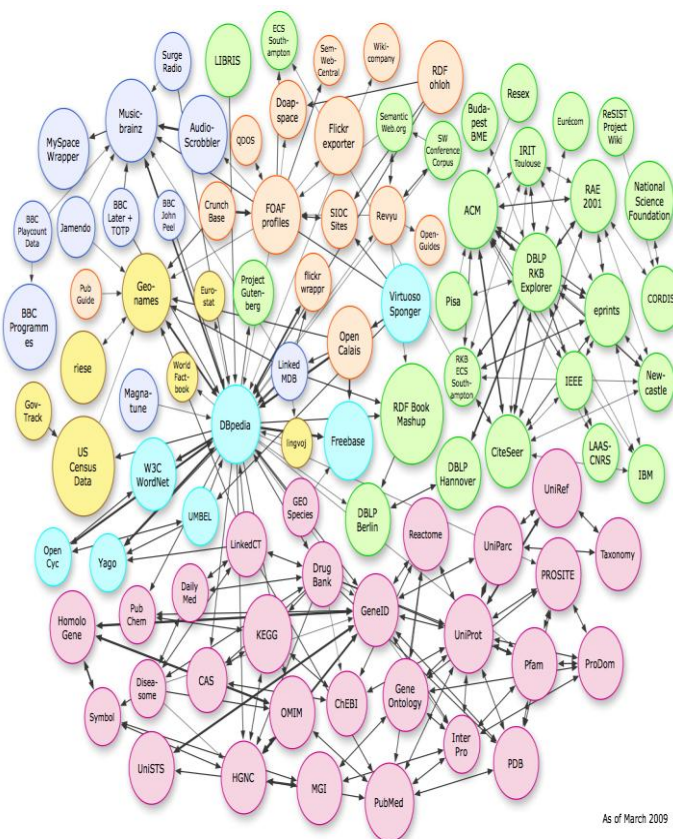 ECS
South-
ampton
Surge
Radio
LIBRIS
Sem-
Web-
Central
Wiki-
company
RDF
ohloh
Doap-
space
Music-
brainz
Audio-
Scrobbler
MySpace
Wrapper
QDOS
Flickr
exporter
Semantic
Web.org
SW
Conference
Corpus
Buda-
pest
BME
Resex
IRIT
Toulouse
Eurécom
ReSIST
Project
Wiki
RAE
2001
National
Science
Foundation
ACM
BBC
Playcount
Data
Jamendo
BBC
Later +
TOTP
BBC
John
Peel
Crunch
Base
FOAF
profiles
SIOC
Sites
Revyu
Open-
Guides
DBLP
RKB
Explorer
Pisa
eprints
CORDIS
BBC
Programm
es
Pub
Guide
Geo-
names
Euro-
stat
Project
Guten-
berg
flickr
wrappr
Virtuoso
Sponger
Open
Calais
riese
World
Fact-
book
Linked
MDB
RKB
ECS
South-
ampton
IEEE
New-
castle
Gov-
Track
Magna-
tune
DBpedia
RDF Book
Mashup
US
Census
Data
W3C
WordNet
lingvoj
Freebase
CiteSeer
LAAS-
CNRS
IBM
DBLP
Hannover
UMBEL
GEO
Species
DBLP
Berlin
UniRef
Open
Cyc
Yago
LinkedCT
Reactome
UniParc
Taxonomy
Daily
Med
Drug
Bank
PROSITE
Homolo
Gene
Pub
Chem
KEGG
GeneID
UniProt
Pfam
ProDom
Disea-
some
CAS
ChEBI
Gene
Ontology
Symbol
OMIM
Inter
Pro
UniSTS
HGNC
MGI
PubMed
PDB
As of March 2009